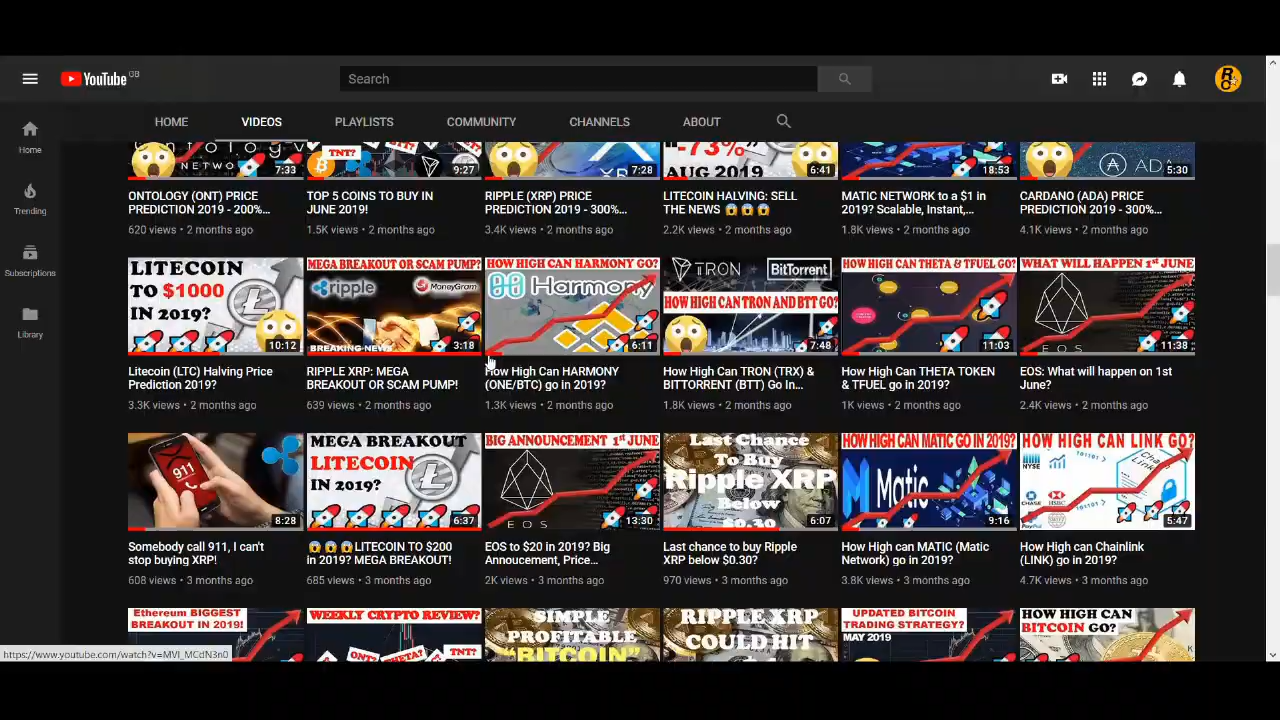 YouTube GB
Search
HOME VIDEOS PLAYLISTS COMMUNITY CHANNELS ABOUT
Home
Trending
Subscriptions
Library
NETWO
7:33
TNT?
9:27
7:28
"-73%"
AUG 2019
6:41
18:53
ADA
5:30
ONTOLOGY (ONT) PRICE
PREDICTION 2019 - 200%...
620 views • 2 months ago
TOP 5 COINS TO BUY IN
JUNE 2019!
1.5K views • 2 months ago
RIPPLE (XRP) PRICE
PREDICTION 2019 - 300%...
3.4K views • 2 months ago
LITECOIN HALVING: SELL
THE NEWS 😱😱😱
2.2K views • 2 months ago
MATIC NETWORK to a $1 in
2019? Scalable, Instant,...
1.8K views • 2 months ago
CARDANO (ADA) PRICE
PREDICTION 2019 - 300%...
4.1K views • 2 months ago
LITECOIN
TO $1000
IN 2019?
10:12
MEGA BREAKOUT OR SCAM PUMP?
ripple
MoneyGram
BREAKING NEWS
3:18
HOW HIGH CAN HARMONY GO?
Harmony
6:11
TRON
BitTorrent
HOW HIGH CAN TRON AND BTT GO?
7:48
HOW HIGH CAN THETA & TFUEL GO?
11:03
WHAT WILL HAPPEN 1st JUNE
EOS
11:38
Litecoin (LTC) Halving Price
Prediction 2019?
3.3K views • 2 months ago
RIPPLE XRP: MEGA
BREAKOUT OR SCAM PUMP!
639 views • 2 months ago
How High Can HARMONY
(ONE/BTC) go in 2019?
1.3K views • 2 months ago
How High Can TRON (TRX) &
BITTORRENT (BTT) Go In...
1.8K views • 2 months ago
How High Can THETA TOKEN
& TFUEL go in 2019?
1K views • 2 months ago
EOS: What will happen on 1st
June?
2.4K views • 2 months ago
911
8:28
MEGA BREAKOUT
LITECOIN
IN 2019?
6:37
BIG ANNOUNCEMENT 1st JUNE
EOS
13:30
Last Chance
To Buy
Ripple XRP
Below
$0.30?
6:07
HOW HIGH CAN MATIC GO IN 2019?
Matic
9:16
HOW HIGH CAN LINK GO?
NYSE
CHASE
HSBC
PayPal
5:47
Somebody call 911, I can't
stop buying XRP!
608 views • 3 months ago
😱😱😱LITECOIN TO $200
in 2019? MEGA BREAKOUT!
685 views • 3 months ago
EOS to $20 in 2019? Big
Annoucement, Price...
2K views • 3 months ago
Last chance to buy Ripple
XRP below $0.30?
970 views • 3 months ago
How High can MATIC (Matic
Network) go in 2019?
3.8K views • 3 months ago
How High can Chainlink
(LINK) go in 2019?
4.7K views • 3 months ago
Ethereum BIGGEST
BREAKOUT IN 2019!
WEEKLY CRYPTO REVIEW?
ONT?
TNT?
SIMPLE
PROFITABLE
"BITCOIN"
RIPPLE XRP
COULD HIT
UPDATED BITCOIN
TRADING STRATEGY?
MAY 2019
HOW HIGH CAN
BITCOIN GO?
https://www.youtube.com/watch?v=MVI_MCdN3n0